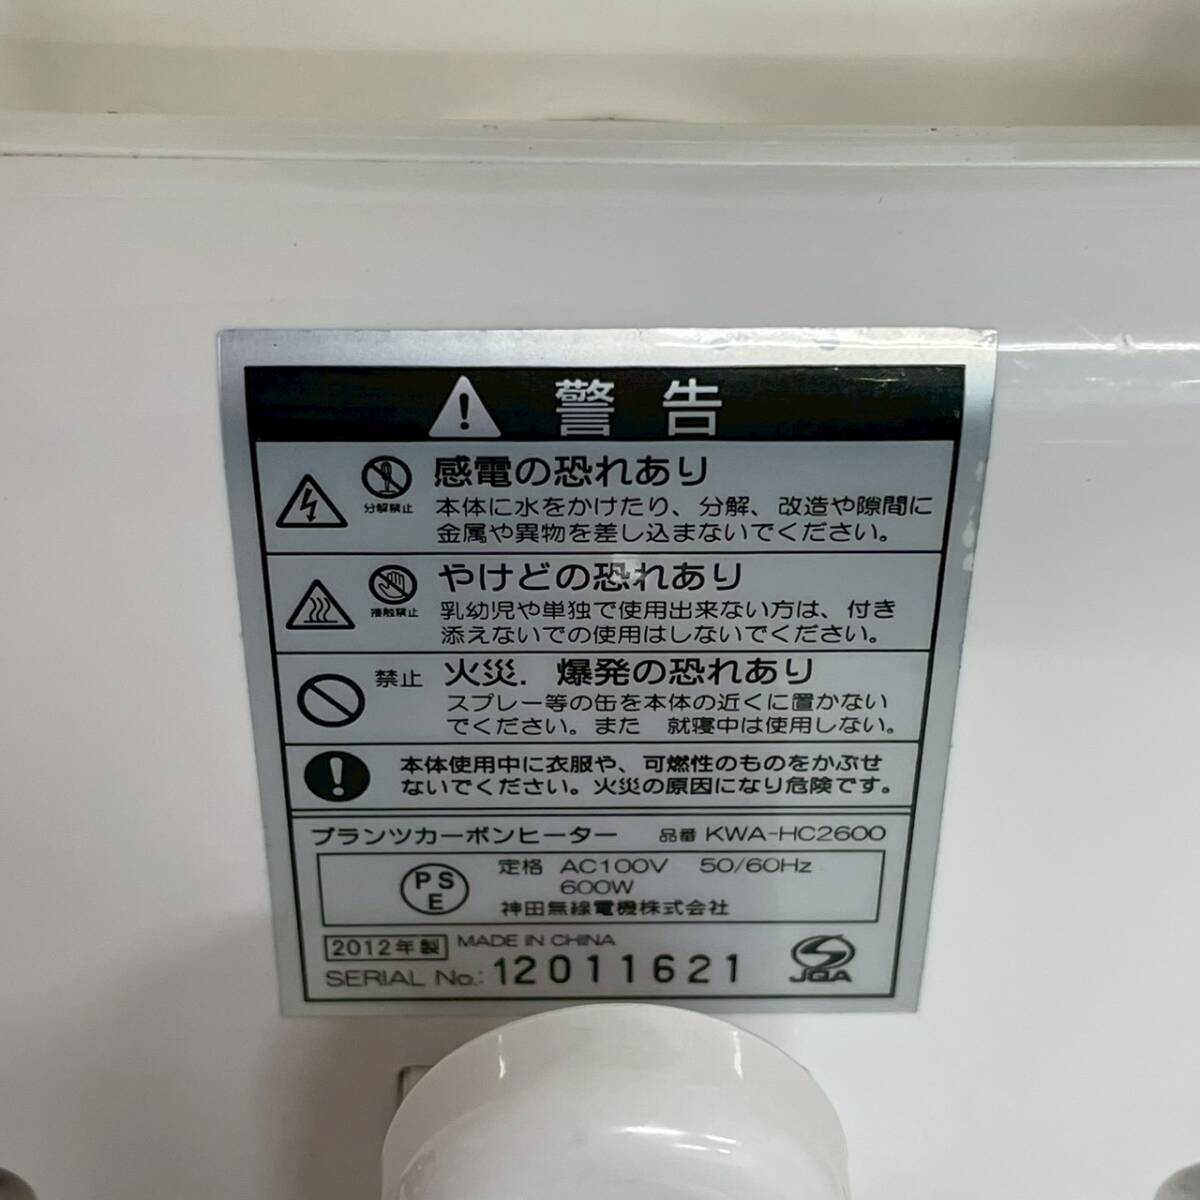 警告
感電の恐れあり
分解禁止
本体に水をかけたり、分解、改造や隙間に
金属や異物を差し込まないでください。
やけどの恐れあり
接触禁止
乳幼児や単独で使用出来ない方は、付き
添えないでの使用はしないでください。
禁止
火災．爆発の恐れあり
スプレー等の缶を本体の近くに置かない
でください。また 就寝中は使用しない。
本体使用中に衣服や、可燃性のものをかぶせ
ないでください。火災の原因になり危険です。
プランツカーボンヒーター 品番 KWA-HC2600
PSE
定格 AC100V 50/60Hz
600W
神田無線電機株式会社
2012年製 MADE IN CHINA
SERIAL No.: 12011621
JQA